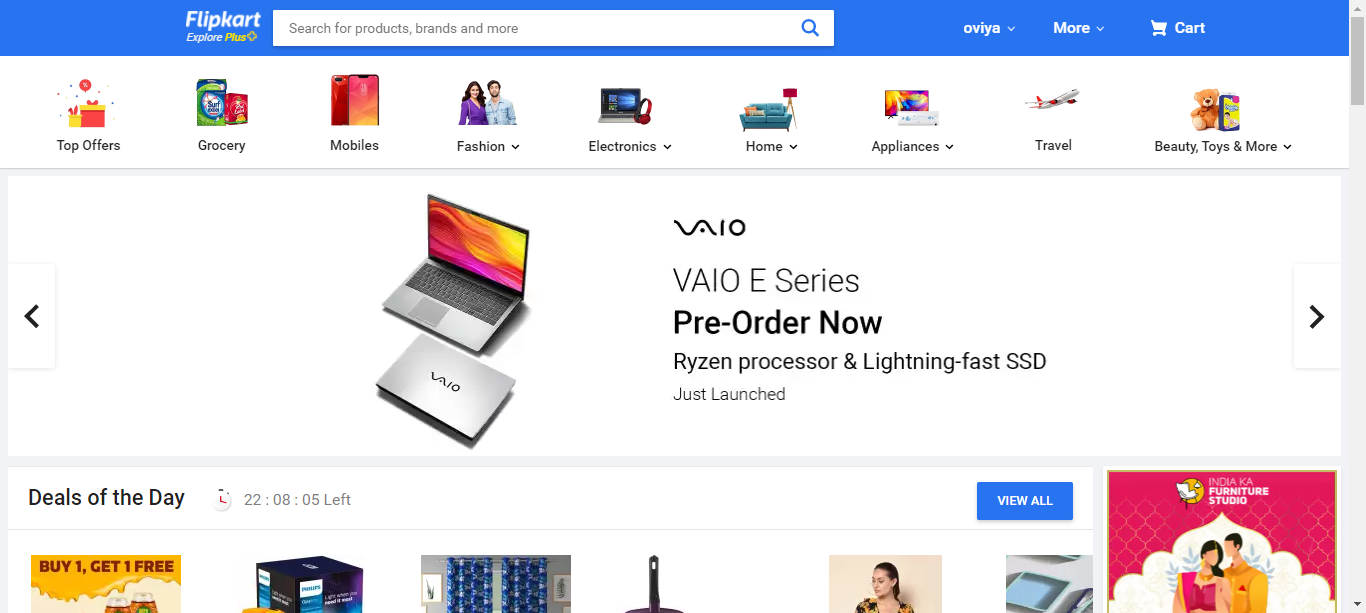 Flipkart
Explore Plus
Search for products, brands and more
oviya
More
Cart
Top Offers
Grocery
Mobiles
Fashion
Electronics
Home
Appliances
Travel
Beauty, Toys & More
VAIO
VAIO E Series
Pre-Order Now
Ryzen processor & Lightning-fast SSD
Just Launched
VAIO
Deals of the Day
22 : 08 : 05 Left
VIEW ALL
INDIA KA
FURNITURE
STUDIO
BUY 1, GET 1 FREE
PHILIPS